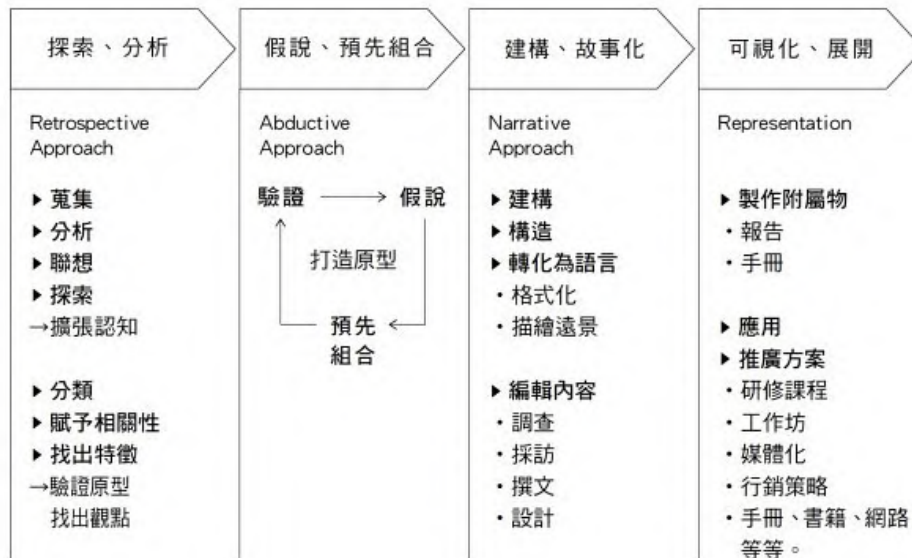 探索、分析
Retrospective
Approach
▶ 蒐集
▶ 分析
▶ 聯想
▶ 探索
→擴張認知
▶ 分類
▶ 賦予相關性
▶ 找出特徵
→驗證原型
找出觀點
假說、預先組合
Abductive
Approach
驗證 → 假說
打造原型
預先
組合
建構、故事化
Narrative
Approach
▶ 建構
▶ 構造
▶ 轉化為語言
・格式化
・描繪遠景
▶ 編輯內容
・調查
・採訪
・撰文
・設計
可視化、展開
Representation
▶ 製作附屬物
・報告
・手冊
▶ 應用
▶ 推廣方案
・研修課程
・工作坊
・媒體化
・行銷策略
・手冊、書籍、網路
等等。